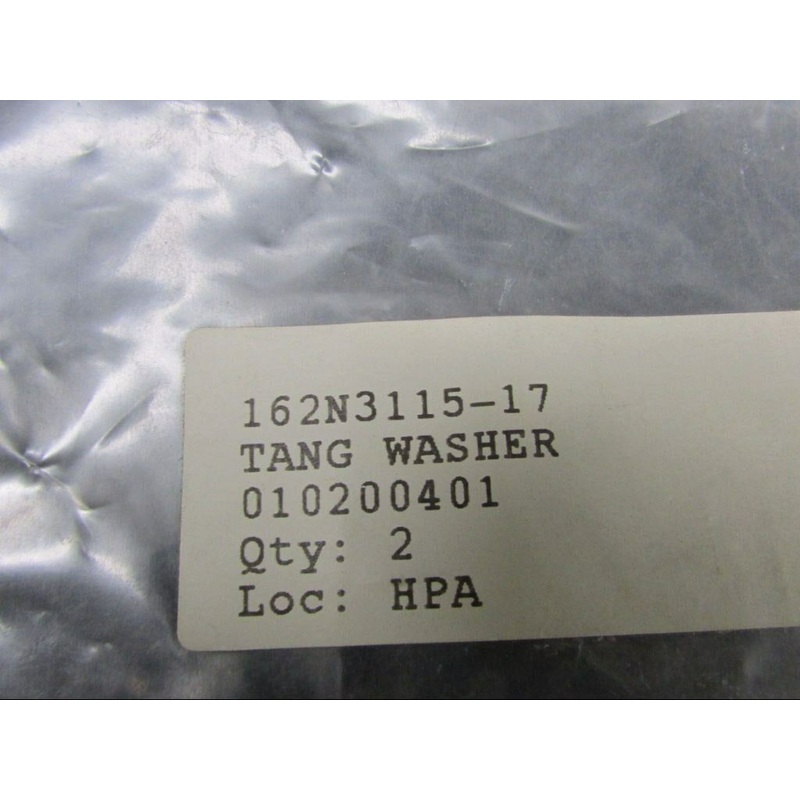 162N3115-17
TANG WASHER
010200401
Qty: 2
Loc: HPA